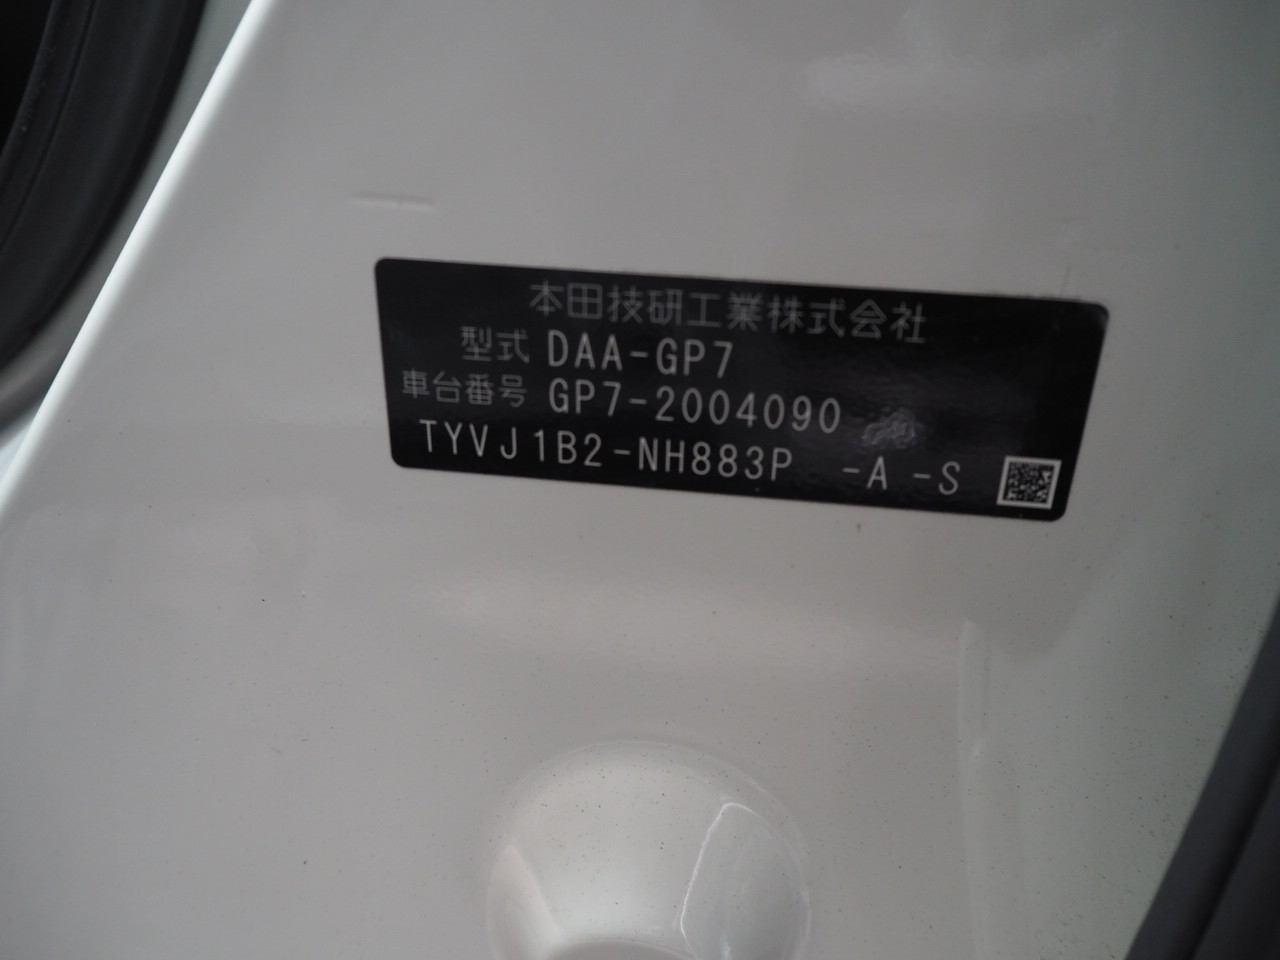 本田技研工業株式会社
型式 DAA-GP7
車台番号 GP7-2004090
TYVJ1B2-NH883P -A -S